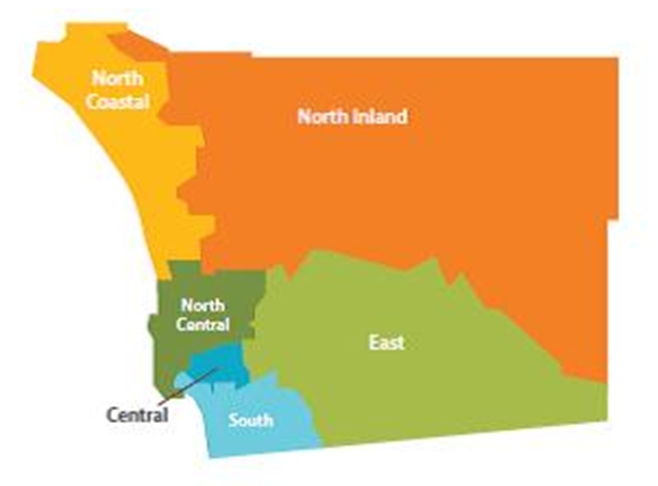 North
Coastal
North Inland
North
Central
East
Central
South